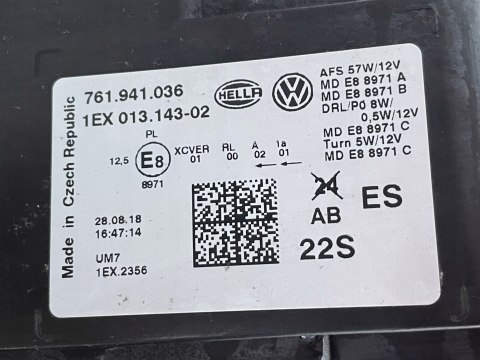 Made in Czech Republic
761.941.036
1EX 013.143-02
HELLA
AFS 57W/12V
MD E8 8971 A
MD E8 8971 B
DRL/P0 8W/
0,5W/12V
MD E8 8971 C
Turn 5W/12V
MD E8 8971 C
PL
12,5
E8
8971
XCVER RL A 1a
01 00 02 01
28.08.18
16:47:14
UM7
1EX.2356
24
AB
ES
22S